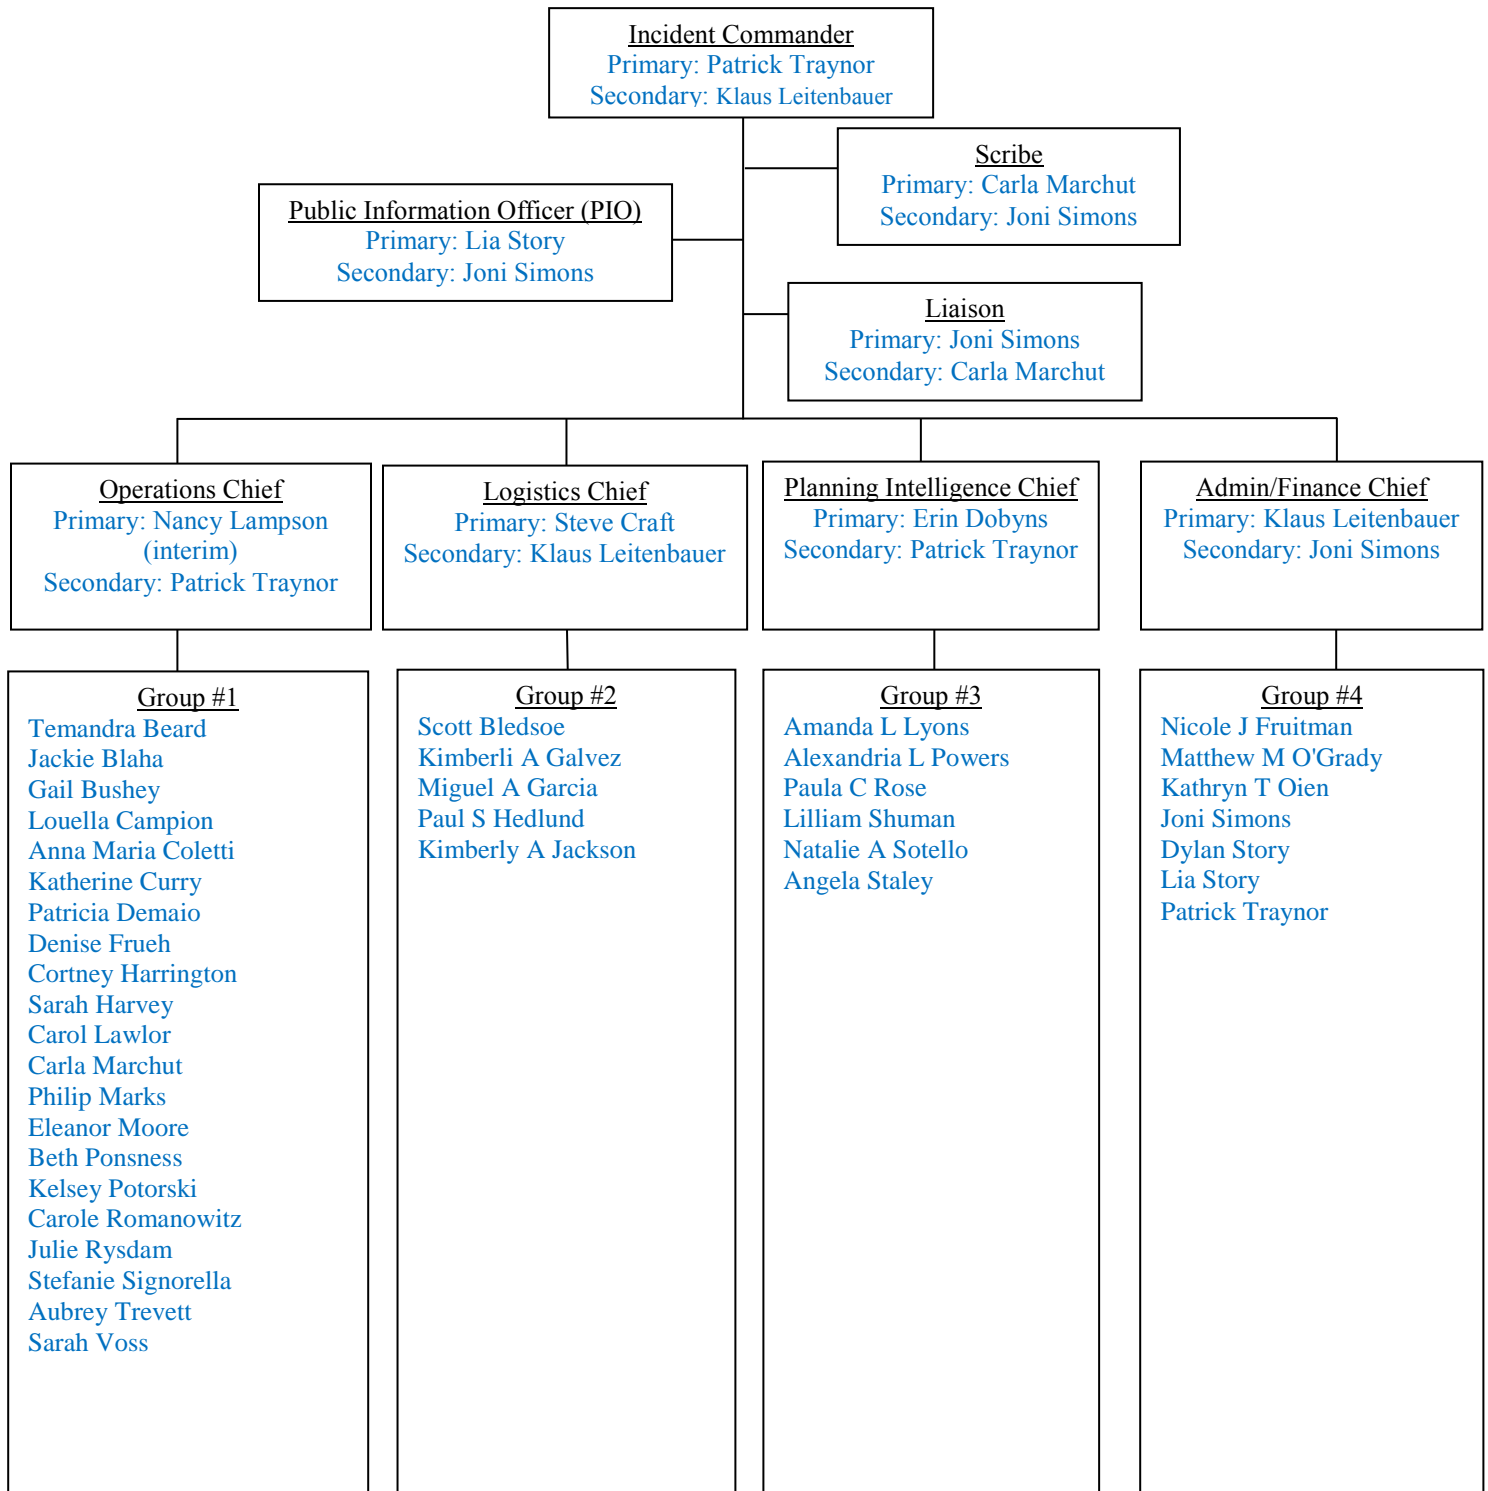 Incident Commander
Primary: Patrick Traynor
Secondary: Klaus Leitenbauer
Scribe
Primary: Carla Marchut
Secondary: Joni Simons
Public Information Officer (PIO)
Primary: Lia Story
Secondary: Joni Simons
Liaison
Primary: Joni Simons
Secondary: Carla Marchut
Operations Chief
Primary: Nancy Lampson
(interim)
Secondary: Patrick Traynor
Logistics Chief
Primary: Steve Craft
Secondary: Klaus Leitenbauer
Planning Intelligence Chief
Primary: Erin Dobyns
Secondary: Patrick Traynor
Admin/Finance Chief
Primary: Klaus Leitenbauer
Secondary: Joni Simons
Group #1
Temandra Beard
Jackie Blaha
Gail Bushey
Louella Campion
Anna Maria Coletti
Katherine Curry
Patricia Demaio
Denise Frueh
Cortney Harrington
Sarah Harvey
Carol Lawlor
Carla Marchut
Philip Marks
Eleanor Moore
Beth Ponsness
Kelsey Potorski
Carole Romanowitz
Julie Rysdam
Stefanie Signorella
Aubrey Trevett
Sarah Voss
Group #2
Scott Bledsoe
Kimberli A Galvez
Miguel A Garcia
Paul S Hedlund
Kimberly A Jackson
Group #3
Amanda L Lyons
Alexandria L Powers
Paula C Rose
Lilliam Shuman
Natalie A Sotello
Angela Staley
Group #4
Nicole J Fruitman
Matthew M O'Grady
Kathryn T Oien
Joni Simons
Dylan Story
Lia Story
Patrick Traynor